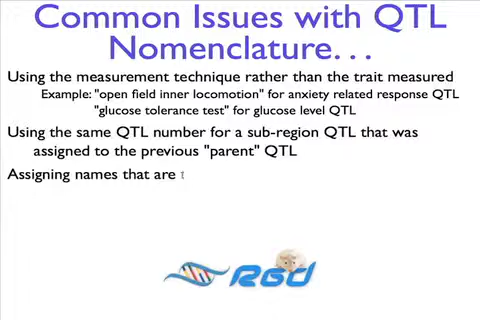 Common Issues with QTL
Nomenclature. . .
Using the measurement technique rather than the trait measured
Example: "open field inner locomotion" for anxiety related response QTL
"glucose tolerance test" for glucose level QTL
Using the same QTL number for a sub-region QTL that was
assigned to the previous "parent" QTL
Assigning names that are
RGD